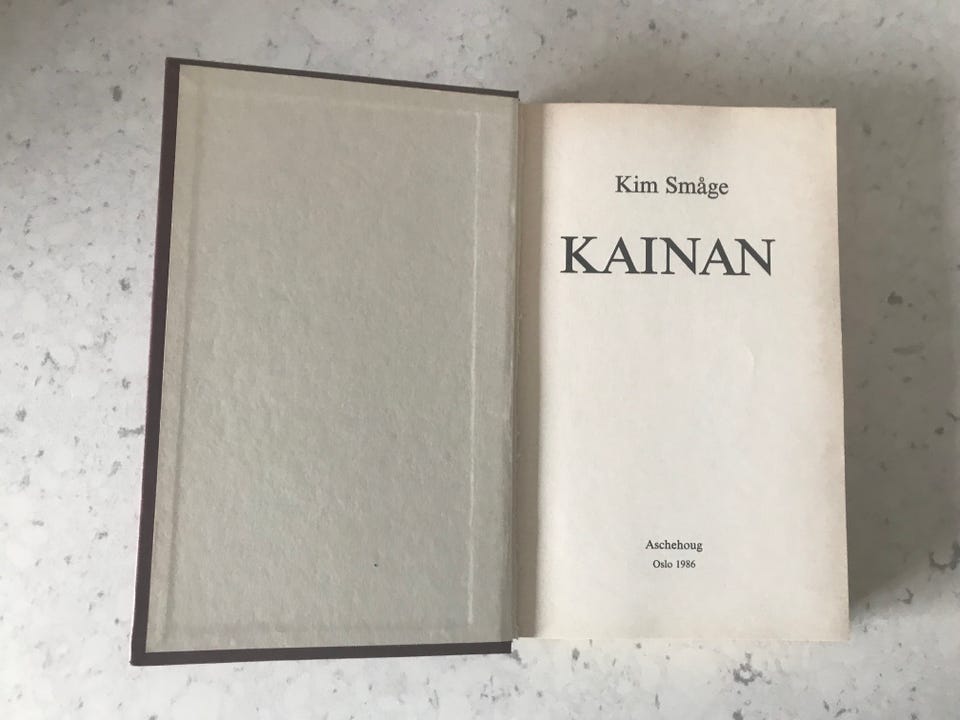 Kim Småge
KAINAN
Aschehoug
Oslo 1986